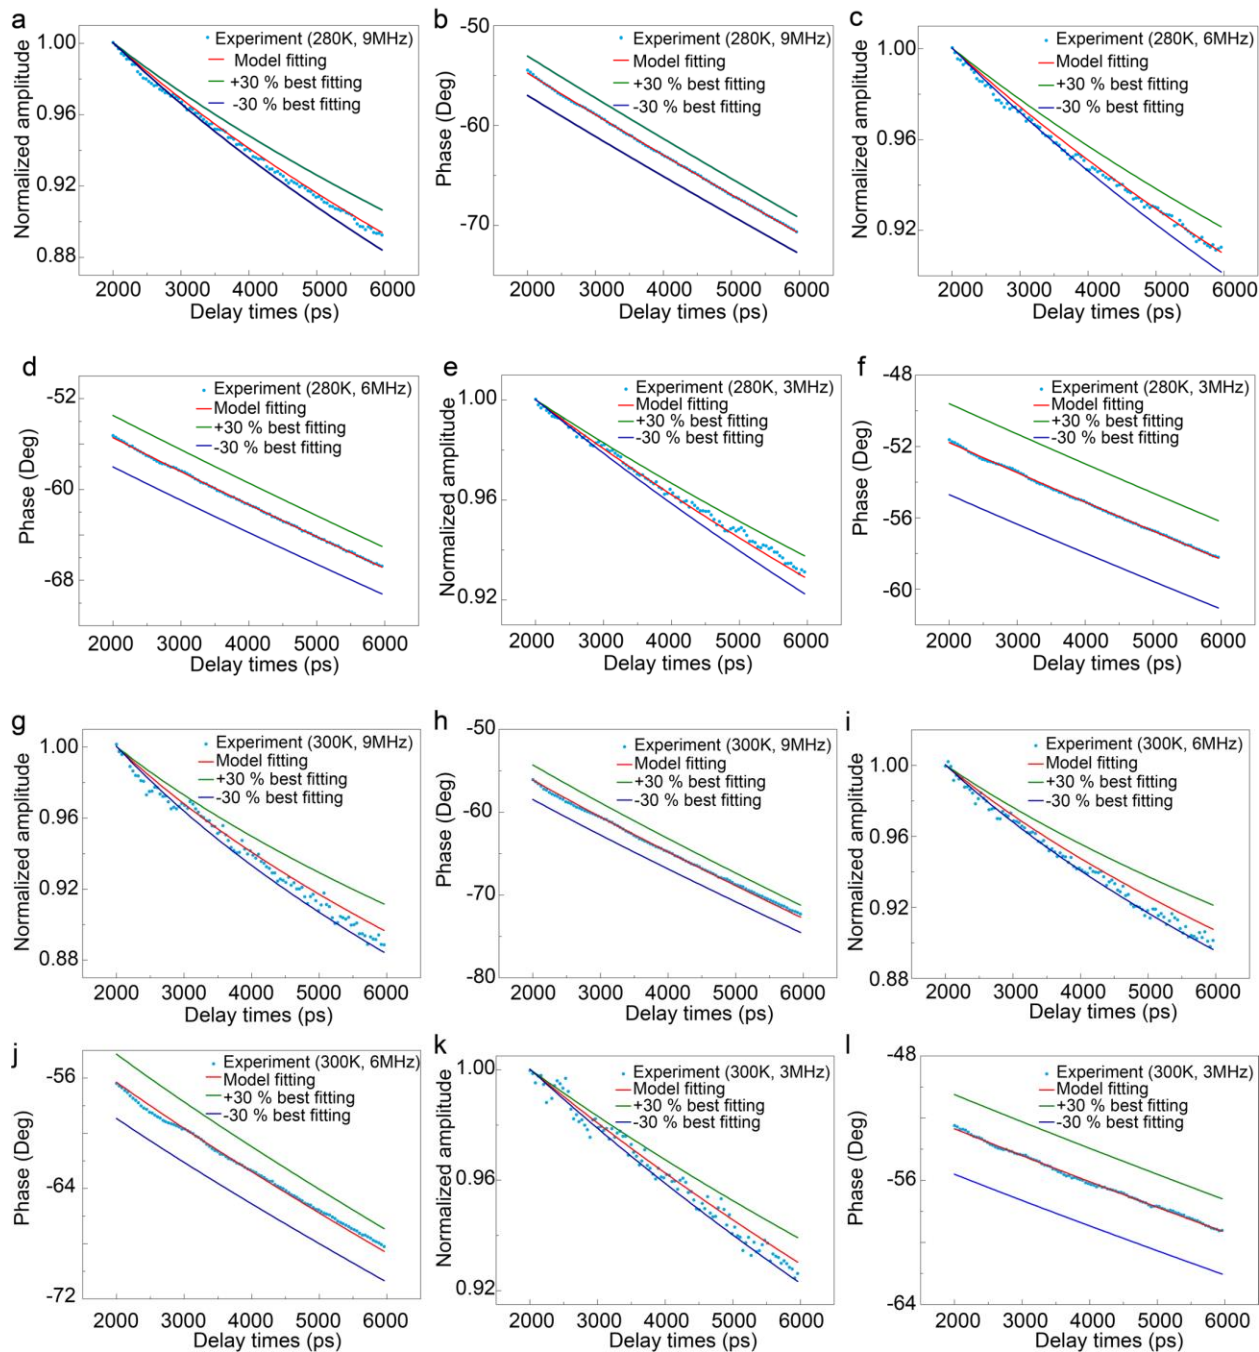 a
Normalized amplitude
1.00
0.96
0.92
0.88
Experiment (280K, 9MHz)
Model fitting
+30 % best fitting
-30 % best fitting
2000 3000 4000 5000 6000
Delay times (ps)
b
Phase (Deg)
-50
-60
-70
Experiment (280K, 9MHz)
Model fitting
+30 % best fitting
-30 % best fitting
2000 3000 4000 5000 6000
Delay times (ps)
c
Normalized amplitude
1.00
0.96
0.92
Experiment (280K, 6MHz)
Model fitting
+30 % best fitting
-30 % best fitting
2000 3000 4000 5000 6000
Delay times (ps)
d
Phase (Deg)
-52
-60
-68
Experiment (280K, 6MHz)
Model fitting
+30 % best fitting
-30 % best fitting
2000 3000 4000 5000 6000
Delay times (ps)
e
Normalized amplitude
1.00
0.96
0.92
Experiment (280K, 3MHz)
Model fitting
+30 % best fitting
-30 % best fitting
2000 3000 4000 5000 6000
Delay times (ps)
f
Phase (Deg)
-48
-52
-56
-60
Experiment (280K, 3MHz)
Model fitting
+30 % best fitting
-30 % best fitting
2000 3000 4000 5000 6000
Delay times (ps)
g
Normalized amplitude
1.00
0.96
0.92
0.88
Experiment (300K, 9MHz)
Model fitting
+30 % best fitting
-30 % best fitting
2000 3000 4000 5000 6000
Delay times (ps)
h
Phase (Deg)
-50
-60
-70
-80
Experiment (300K, 9MHz)
Model fitting
+30 % best fitting
-30 % best fitting
2000 3000 4000 5000 6000
Delay times (ps)
i
Normalized amplitude
1.00
0.96
0.92
0.88
Experiment (300K, 6MHz)
Model fitting
+30 % best fitting
-30 % best fitting
2000 3000 4000 5000 6000
Delay times (ps)
j
Phase (Deg)
-56
-64
-72
Experiment (300K, 6MHz)
Model fitting
+30 % best fitting
-30 % best fitting
2000 3000 4000 5000 6000
Delay times (ps)
k
Normalized amplitude
1.00
0.96
0.92
Experiment (300K, 3MHz)
Model fitting
+30 % best fitting
-30 % best fitting
2000 3000 4000 5000 6000
Delay times (ps)
l
Phase (Deg)
-48
-56
-64
Experiment (300K, 3MHz)
Model fitting
+30 % best fitting
-30 % best fitting
2000 3000 4000 5000 6000
Delay times (ps)